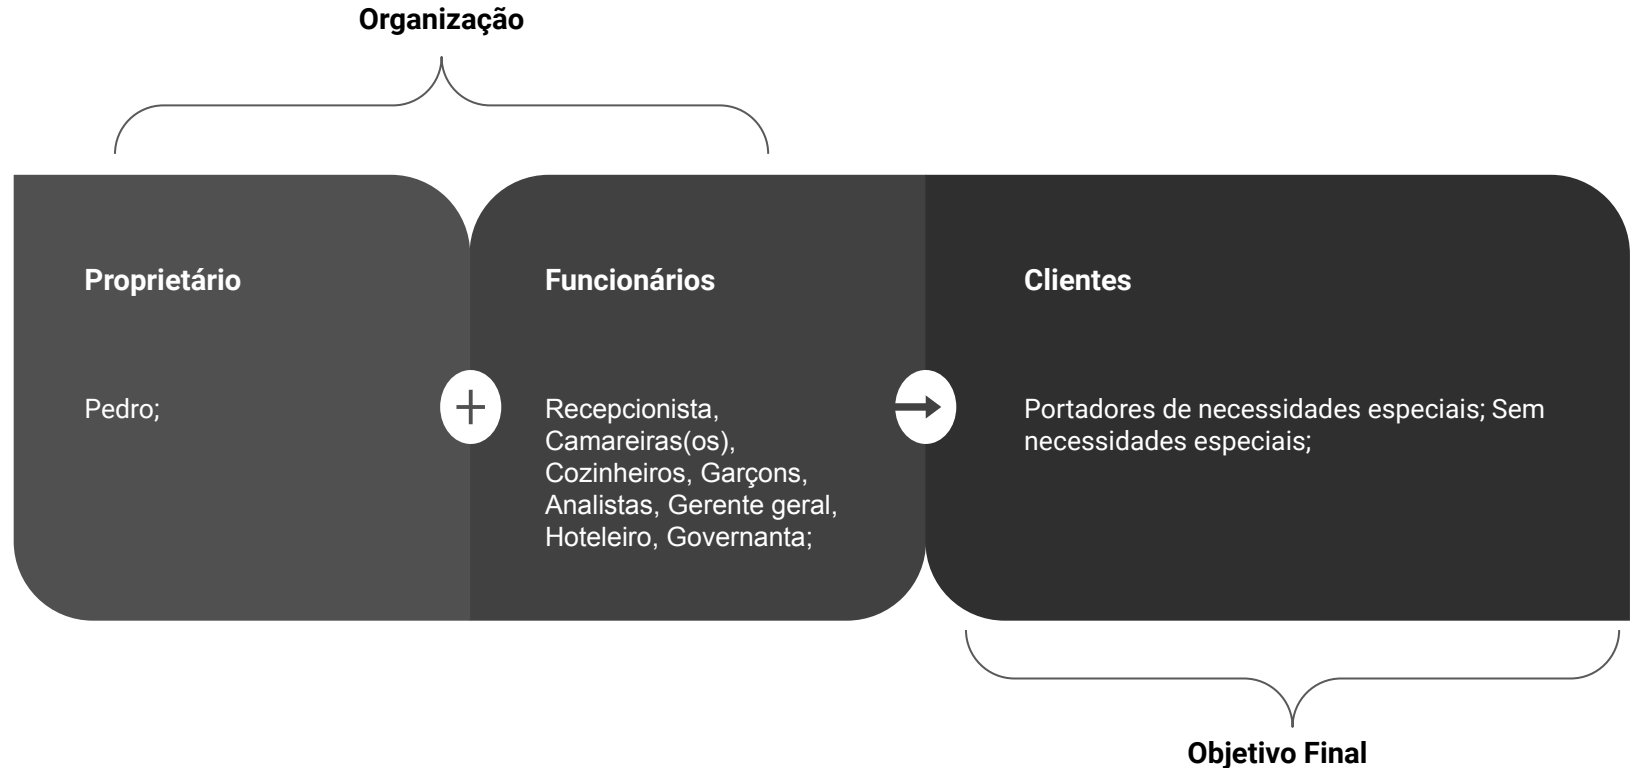 Organização
Proprietário
Pedro;
Funcionários
Recepcionista,
Camareiras(os),
Cozinheiros, Garçons,
Analistas, Gerente geral,
Hoteleiro, Governanta;
Clientes
Portadores de necessidades especiais; Sem
necessidades especiais;
Objetivo Final